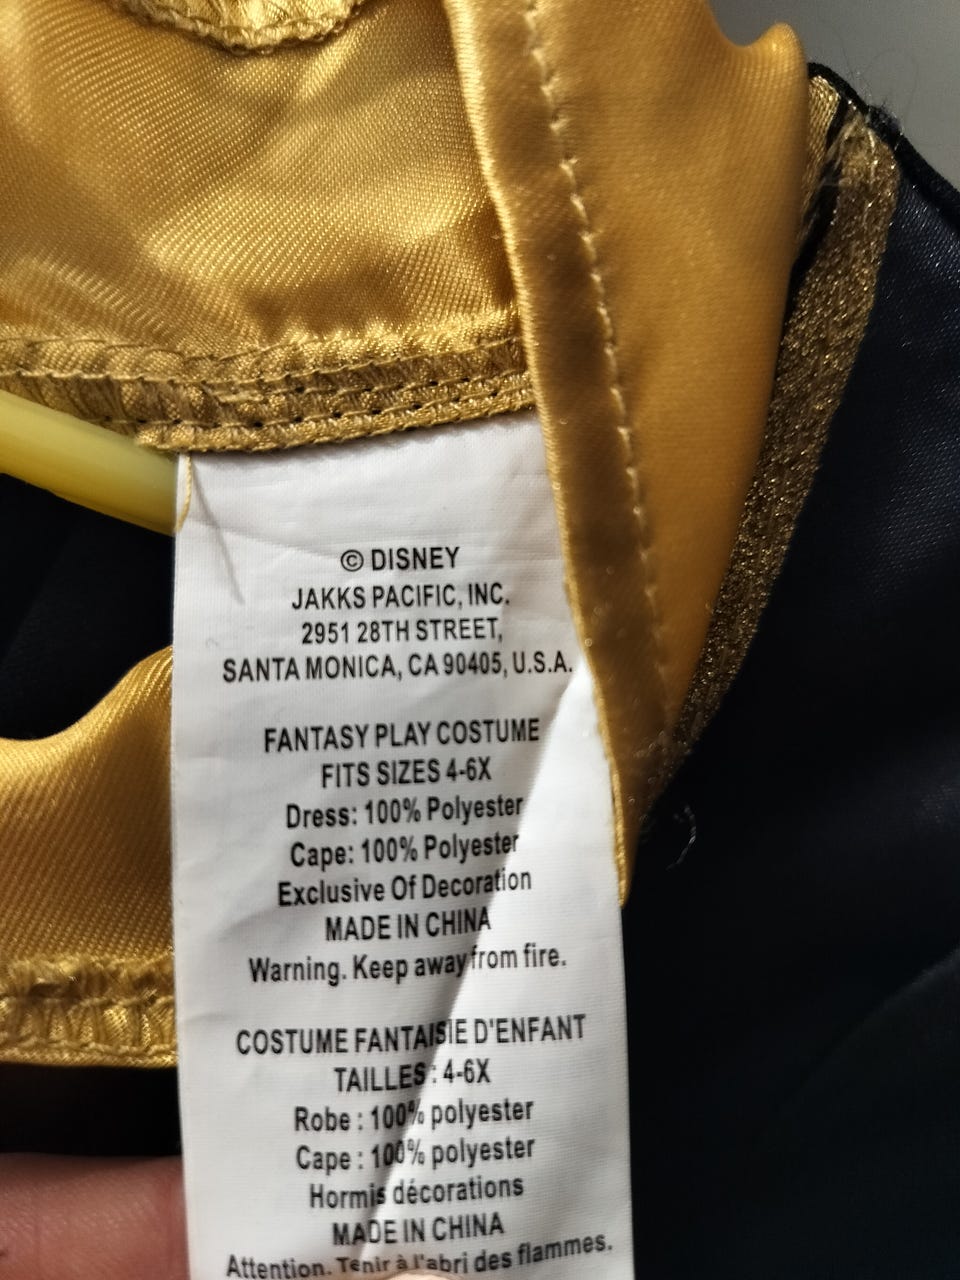 © DISNEY
JAKKS PACIFIC, INC.
2951 28TH STREET,
SANTA MONICA, CA 90405, U.S.A.
FANTASY PLAY COSTUME
FITS SIZES 4-6X
Dress: 100% Polyester
Cape: 100% Polyester
Exclusive Of Decoration
MADE IN CHINA
Warning. Keep away from fire.
COSTUME FANTAISIE D'ENFANT
TAILLES : 4-6X
Robe : 100% polyester
Cape : 100% polyester
Hormis décorations
MADE IN CHINA
Attention. Tenir à l'abri des flammes.